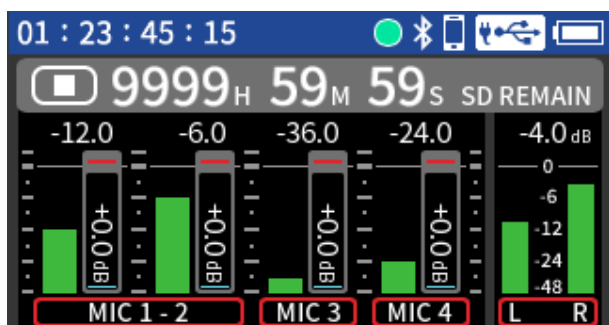 01 : 23 : 45 : 15
9999H 59M 59S SD REMAIN
-12.0 -6.0 -36.0 -24.0 -4.0 dB
0
-6
+0.0dB +0.0dB +0.0dB +0.0dB -12
-24
-48
MIC 1 - 2 MIC 3 MIC 4 L R